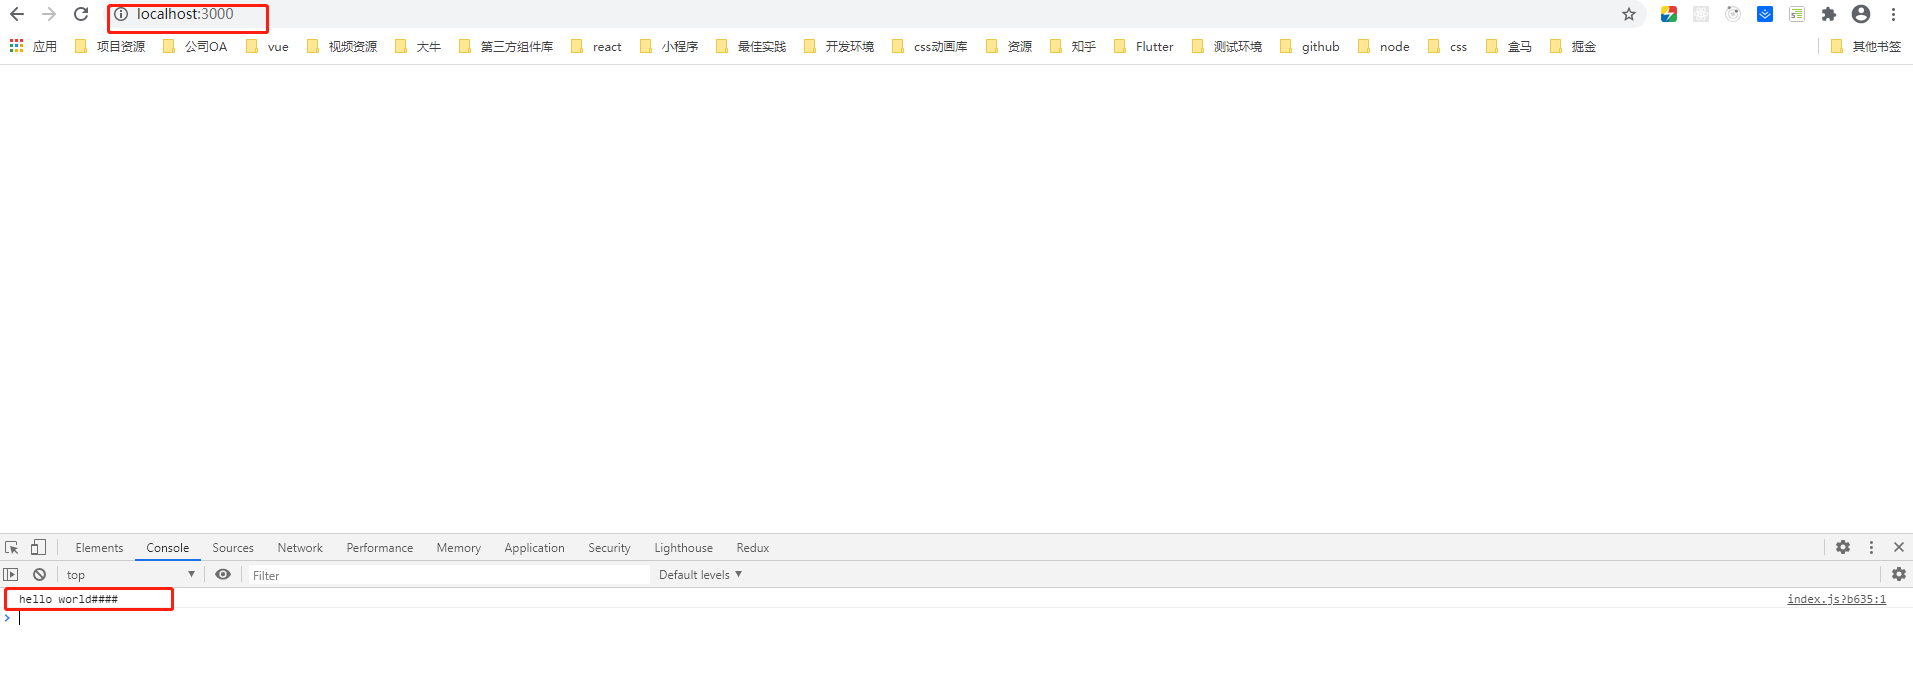 localhost:3000
应用 项目资源 公司OA vue 视频资源 大牛 第三方组件库 react 小程序 最佳实践 开发环境 css动画库 资源 知乎 Flutter 测试环境 github node css 盒马 掘金 其他书签
Elements Console Sources Network Performance Memory Application Security Lighthouse Redux
top Filter Default levels
hello world#### index.js?b635:1